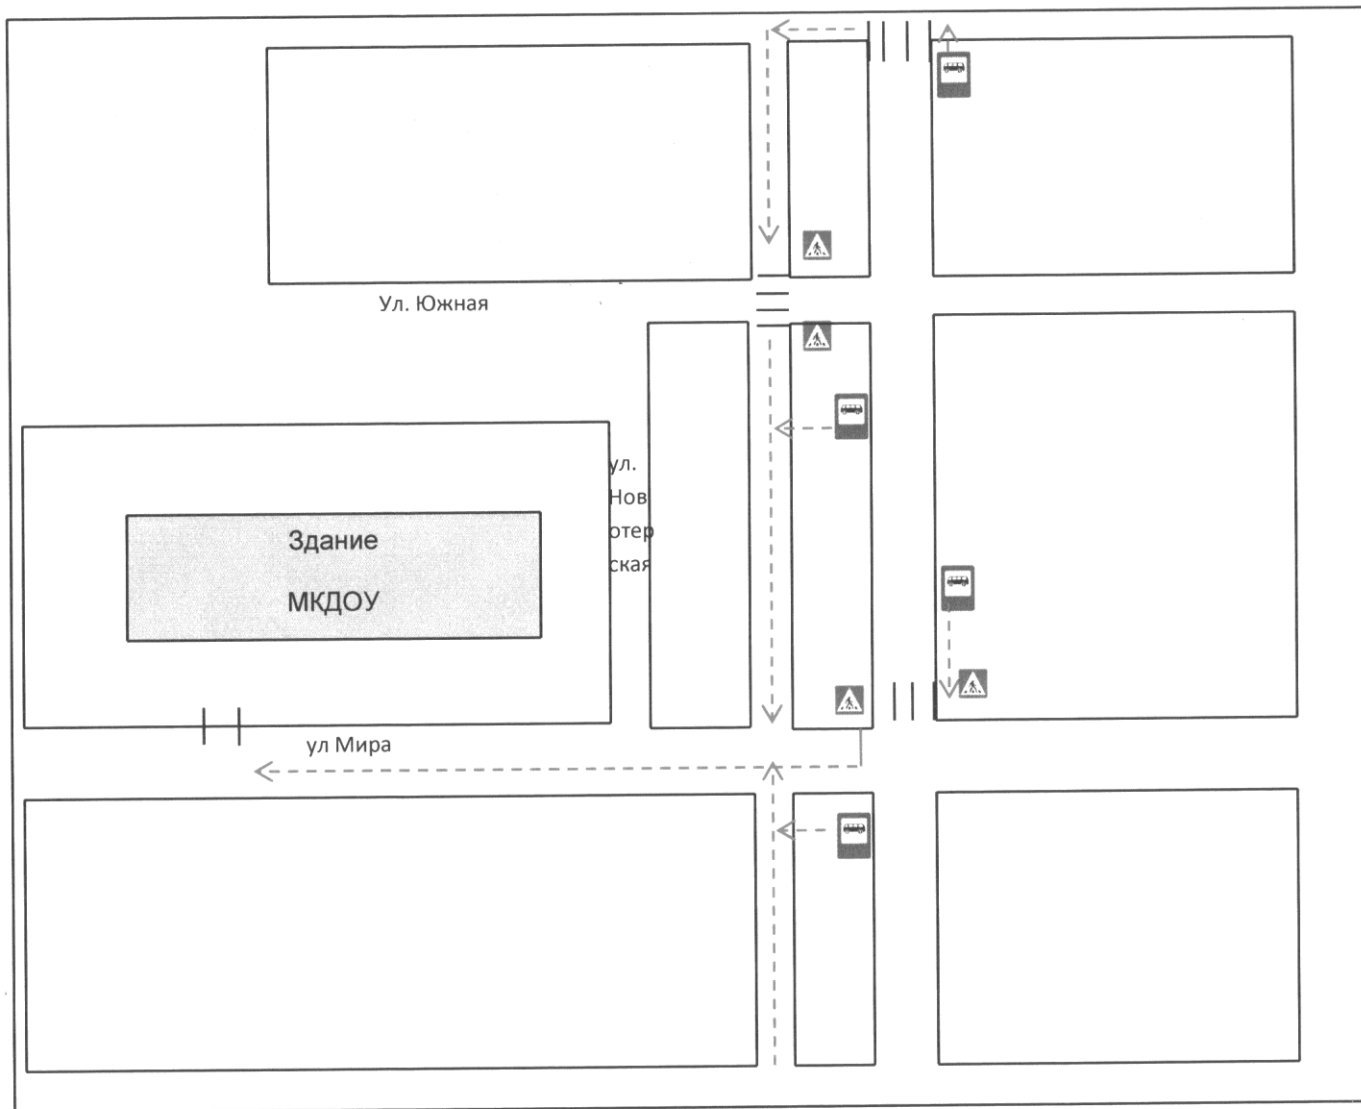 Ул. Южная
ул.
Нов
отер
ская
Здание
МКДОУ
ул Мира